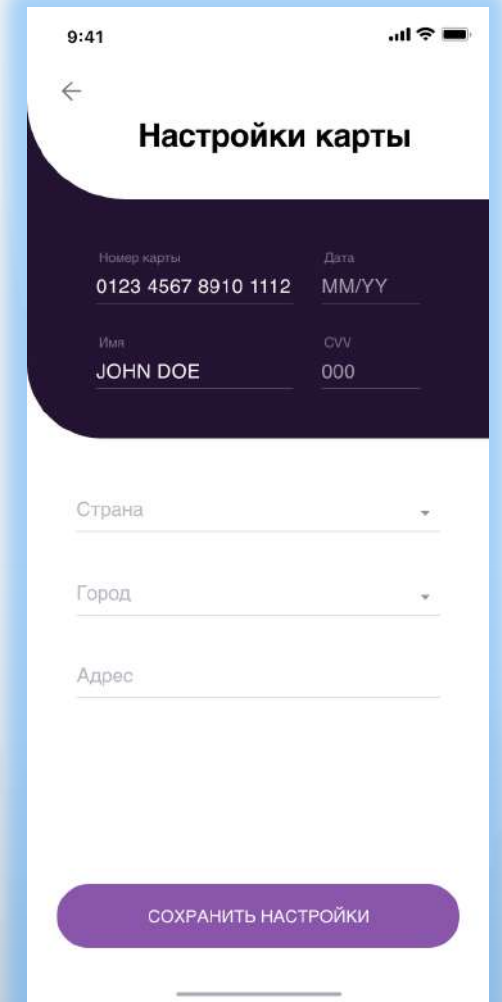 9:41
Настройки карты
Номер карты Дата
0123 4567 8910 1112 MM/YY
Имя CVV
JOHN DOE 000
Страна
Город
Адрес
СОХРАНИТЬ НАСТРОЙКИ